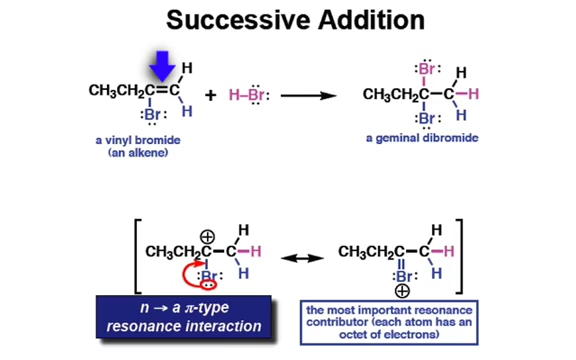 Successive Addition
H
CH₃CH₂C=C
H
:Br:
+ H–Br:
a vinyl bromide
(an alkene)
:Br: H
CH₃CH₂C–C–H
:Br: H
a geminal dibromide
⊕ H
CH₃CH₂C–C–H
:Br: H
n → a π-type
resonance interaction
H
CH₃CH₂C–C–H
:Br: H
⊕
the most important resonance
contributor (each atom has an
octet of electrons)